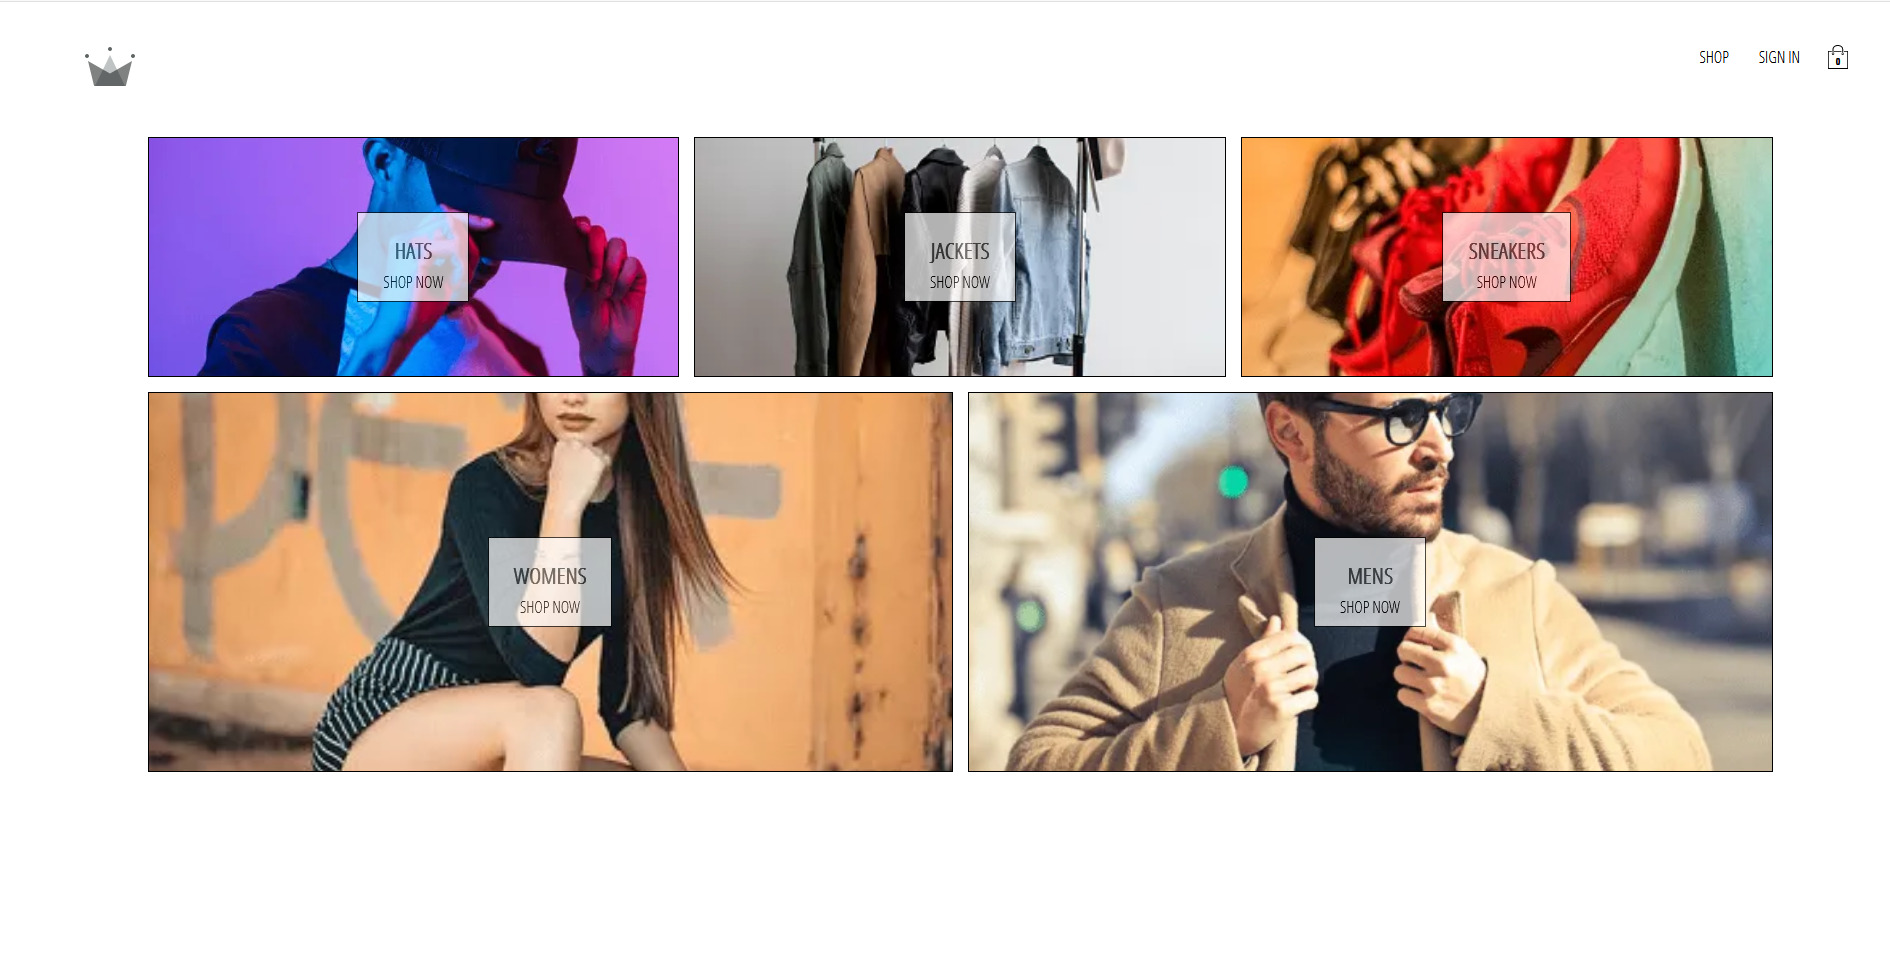 SHOP
SIGN IN
0
HATS
SHOP NOW
JACKETS
SHOP NOW
SNEAKERS
SHOP NOW
WOMENS
SHOP NOW
MENS
SHOP NOW